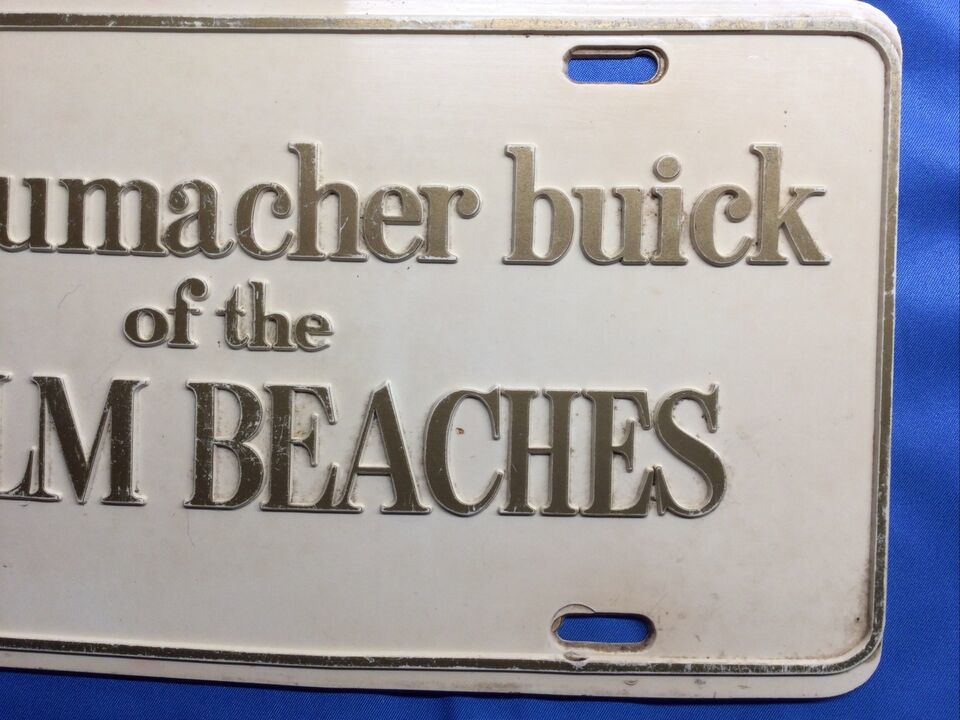 umacher buick
of the
LM BEACHES